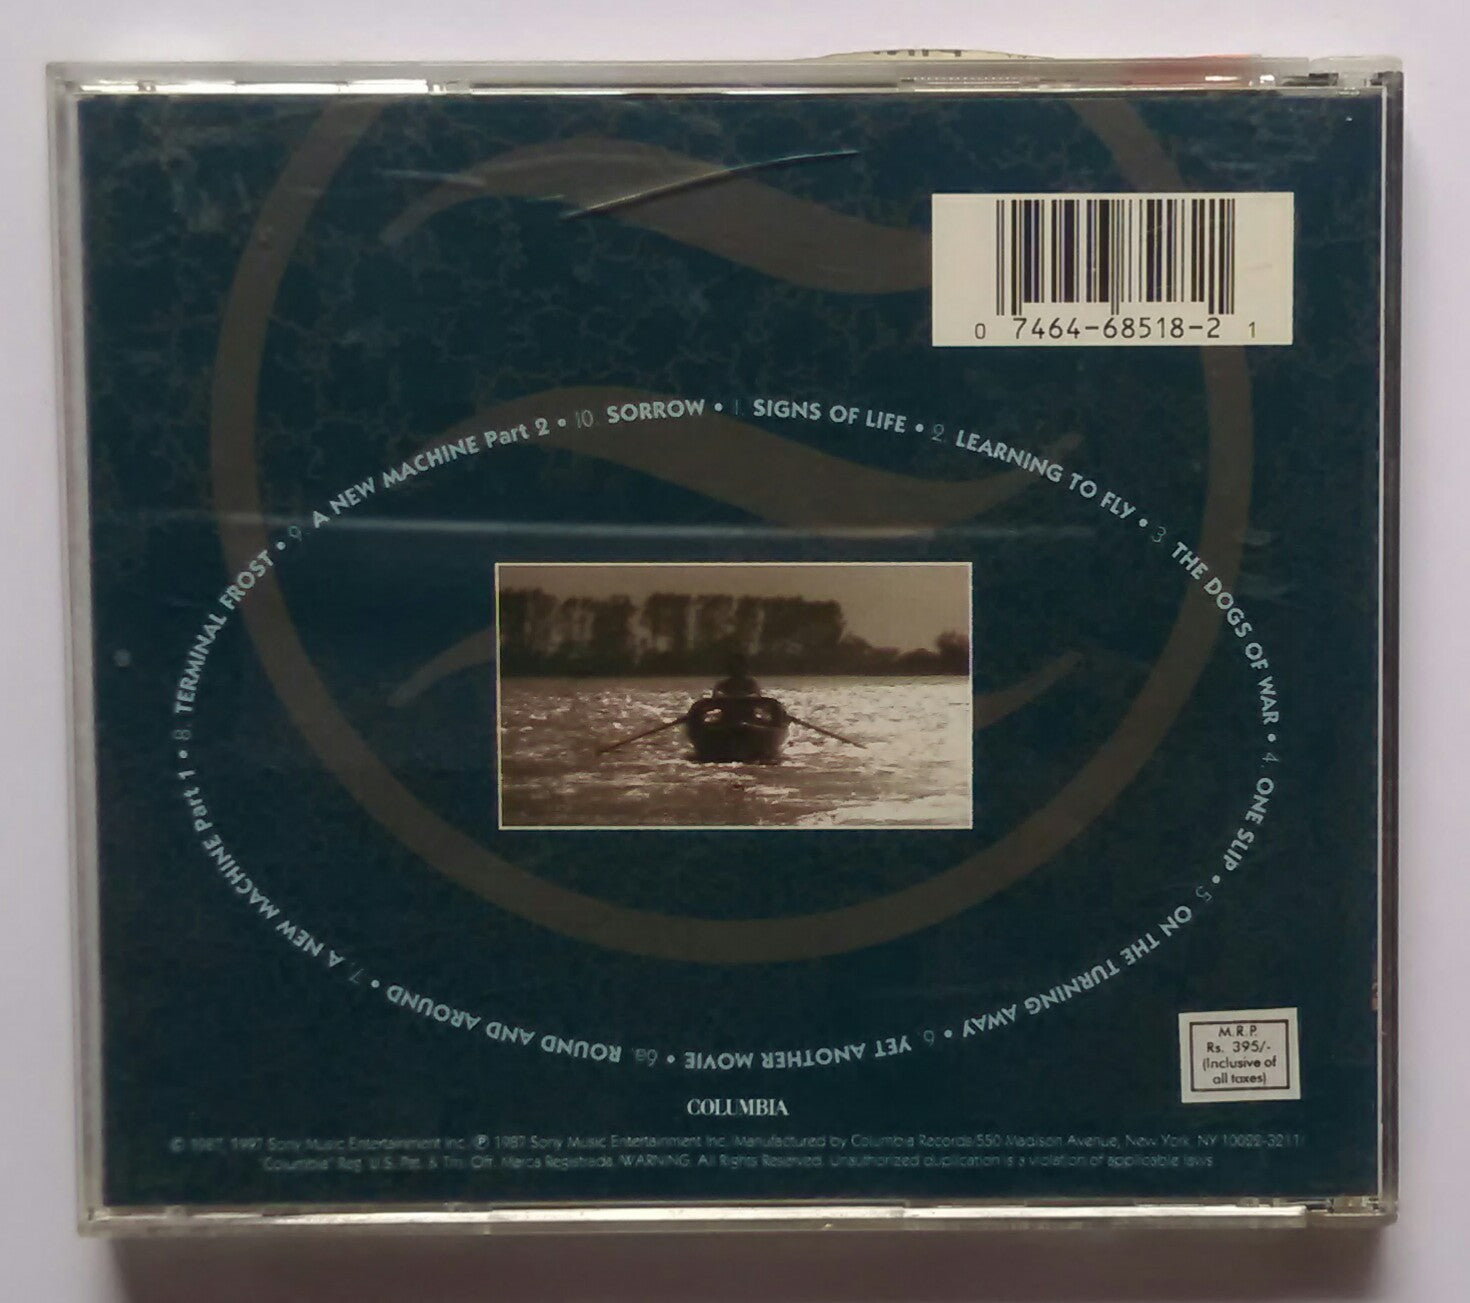 0 7464-68518-2 1
1. SIGNS OF LIFE • 2. LEARNING TO FLY • 3. THE DOGS OF WAR • 4. ONE SLIP • 5. ON THE TURNING AWAY • 6. YET ANOTHER MOVIE • 6a. ROUND AND AROUND • 7. A NEW MACHINE Part 1 • 8. TERMINAL FROST • 9. A NEW MACHINE Part 2 • 10. SORROW •
M.R.P.
Rs. 395/-
(Inclusive of
all taxes)
COLUMBIA
© 1987, 1997 Sony Music Entertainment Inc. ℗ 1987 Sony Music Entertainment Inc./Manufactured by Columbia Records/550 Madison Avenue, New York, NY 10022-3211/
"Columbia" Reg. U.S. Pat. & Tm. Off. Marca Registrada. WARNING: All Rights Reserved. Unauthorized duplication is a violation of applicable laws.